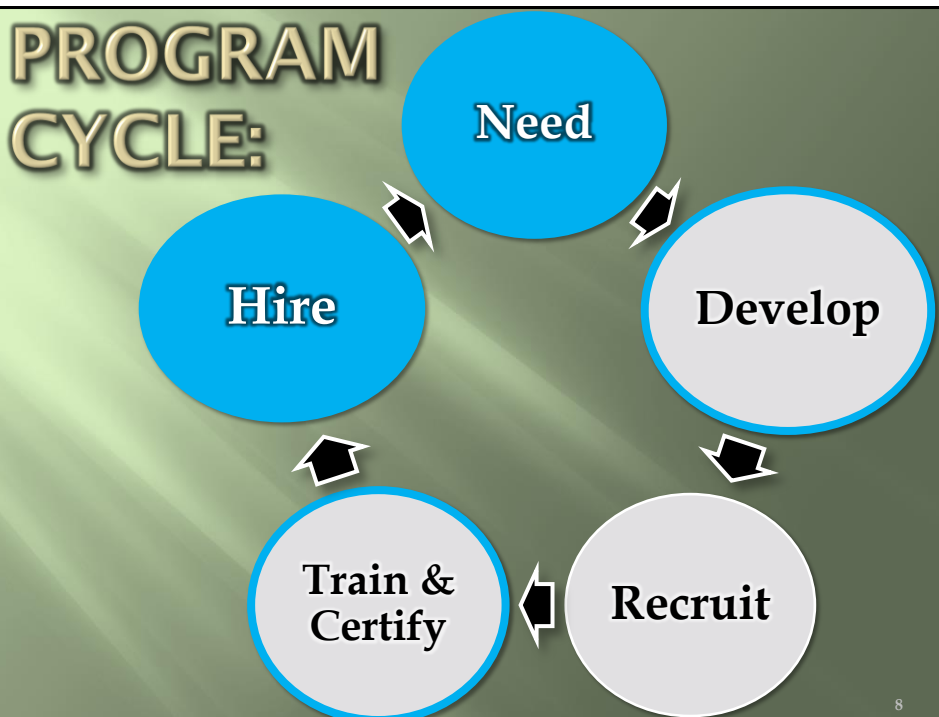 PROGRAM
CYCLE:
Need
Develop
Recruit
Train &
Certify
Hire
8